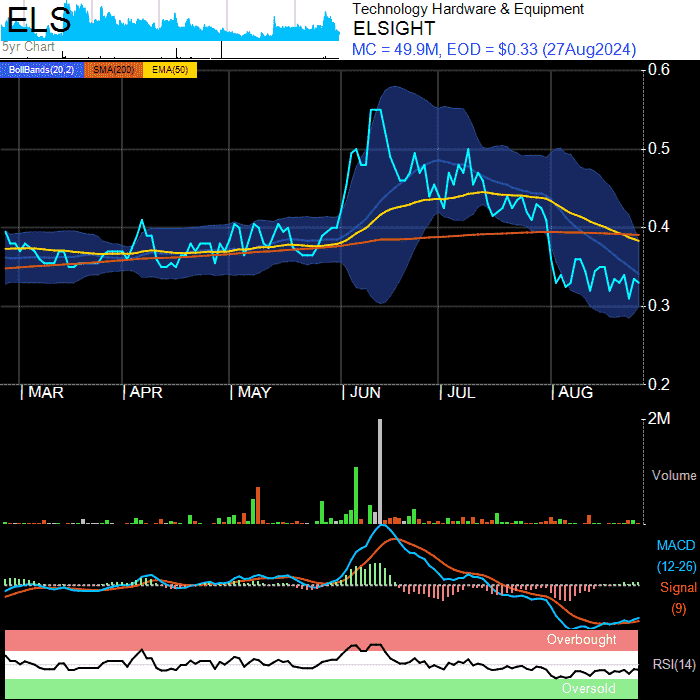 ELS
5yr Chart
Technology Hardware & Equipment
ELSIGHT
MC = 49.9M, EOD = $0.33 (27Aug2024)
BollBands(20,2) SMA(200) EMA(50)
0.6
0.5
0.4
0.3
0.2
MAR APR MAY JUN JUL AUG
2M
Volume
MACD
(12-26)
Signal
(9)
Overbought
RSI(14)
Oversold